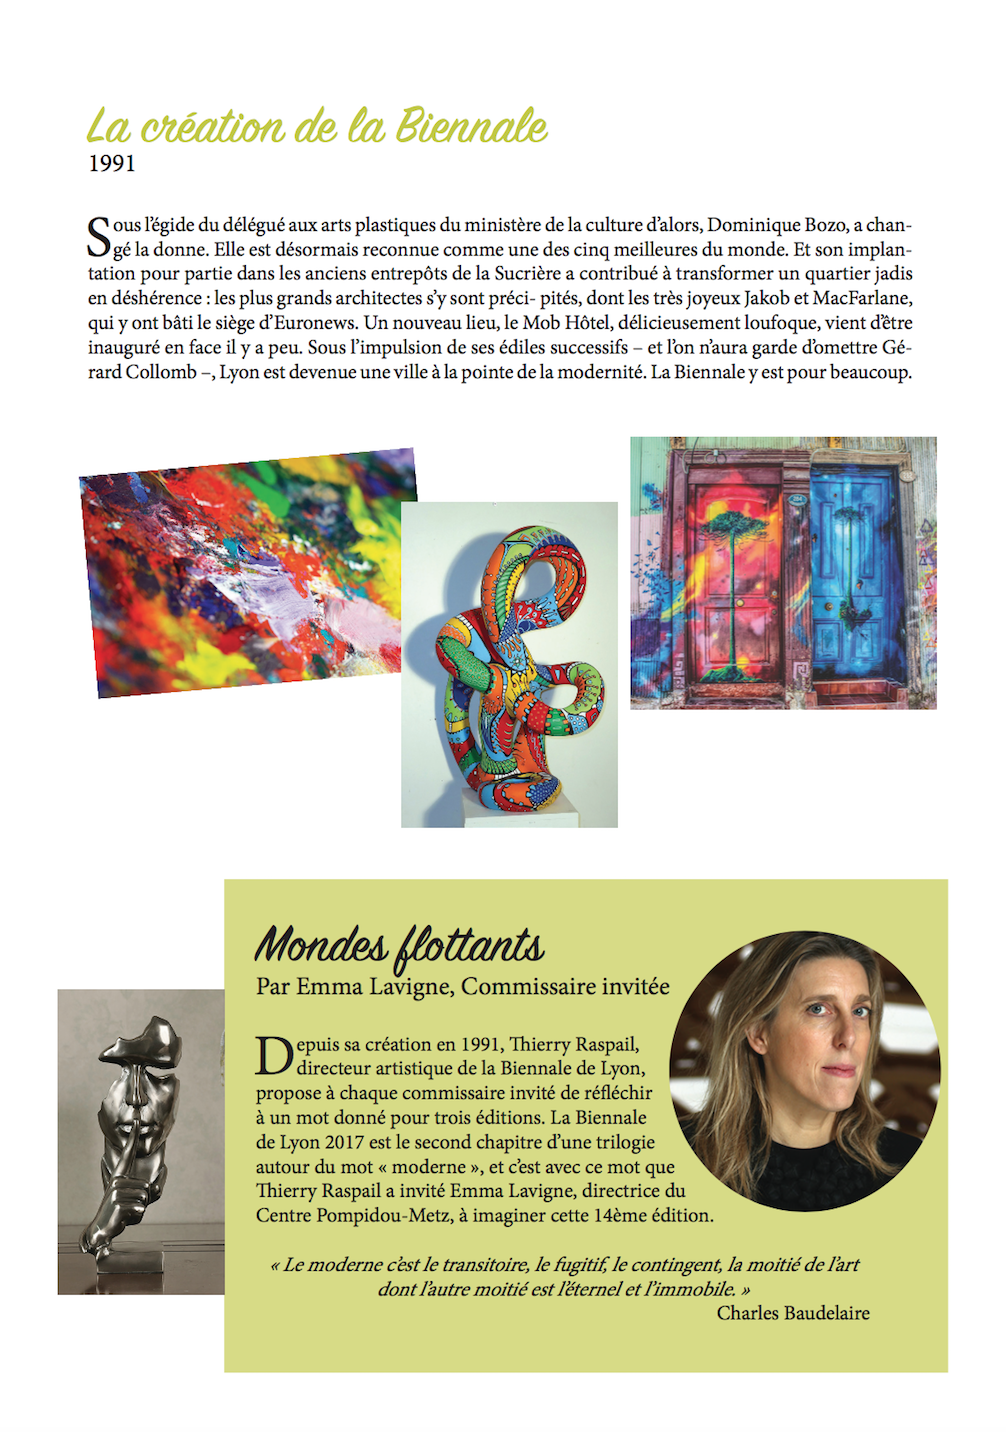 La création de la Biennale
1991
Sous l’égide du délégué aux arts plastiques du ministère de la culture d’alors, Dominique Bozo, a chan-
gé la donne. Elle est désormais reconnue comme une des cinq meilleures du monde. Et son implan-
tation pour partie dans les anciens entrepôts de la Sucrière a contribué à transformer un quartier jadis
en déshérence : les plus grands architectes s’y sont préci- pités, dont les très joyeux Jakob et MacFarlane,
qui y ont bâti le siège d’Euronews. Un nouveau lieu, le Mob Hôtel, délicieusement loufoque, vient d’être
inauguré en face il y a peu. Sous l’impulsion de ses édiles successifs – et l’on n’aura garde d’omettre Gé-
rard Collomb –, Lyon est devenue une ville à la pointe de la modernité. La Biennale y est pour beaucoup.
Mondes flottants
Par Emma Lavigne, Commissaire invitée
Depuis sa création en 1991, Thierry Raspail,
directeur artistique de la Biennale de Lyon,
propose à chaque commissaire invité de réfléchir
à un mot donné pour trois éditions. La Biennale
de Lyon 2017 est le second chapitre d’une trilogie
autour du mot « moderne », et c’est avec ce mot que
Thierry Raspail a invité Emma Lavigne, directrice du
Centre Pompidou-Metz, à imaginer cette 14ème édition.
« Le moderne c’est le transitoire, le fugitif, le contingent, la moitié de l’art
dont l’autre moitié est l’éternel et l’immobile. »
Charles Baudelaire